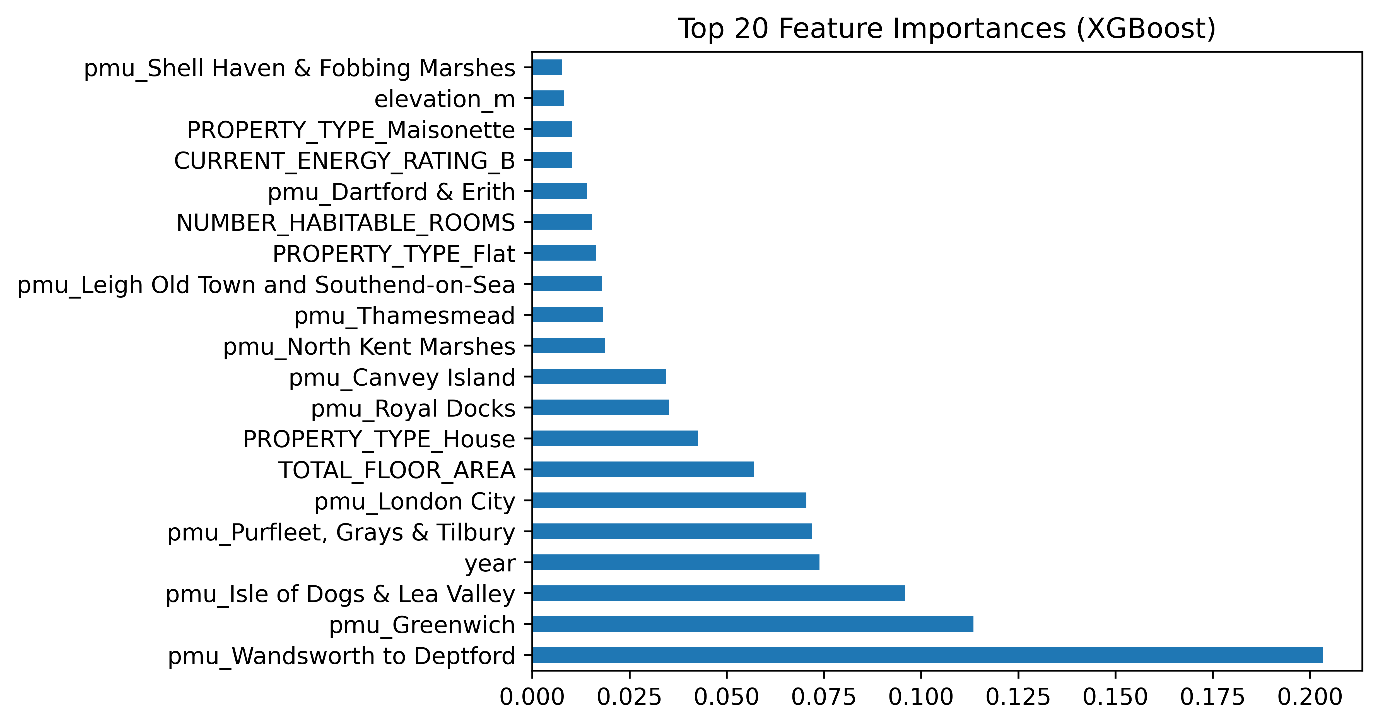 Top 20 Feature Importances (XGBoost)
pmu_Shell Haven & Fobbing Marshes
elevation_m
PROPERTY_TYPE_Maisonette
CURRENT_ENERGY_RATING_B
pmu_Dartford & Erith
NUMBER_HABITABLE_ROOMS
PROPERTY_TYPE_Flat
pmu_Leigh Old Town and Southend-on-Sea
pmu_Thamesmead
pmu_North Kent Marshes
pmu_Canvey Island
pmu_Royal Docks
PROPERTY_TYPE_House
TOTAL_FLOOR_AREA
pmu_London City
pmu_Purfleet, Grays & Tilbury
year
pmu_Isle of Dogs & Lea Valley
pmu_Greenwich
pmu_Wandsworth to Deptford
0.000 0.025 0.050 0.075 0.100 0.125 0.150 0.175 0.200